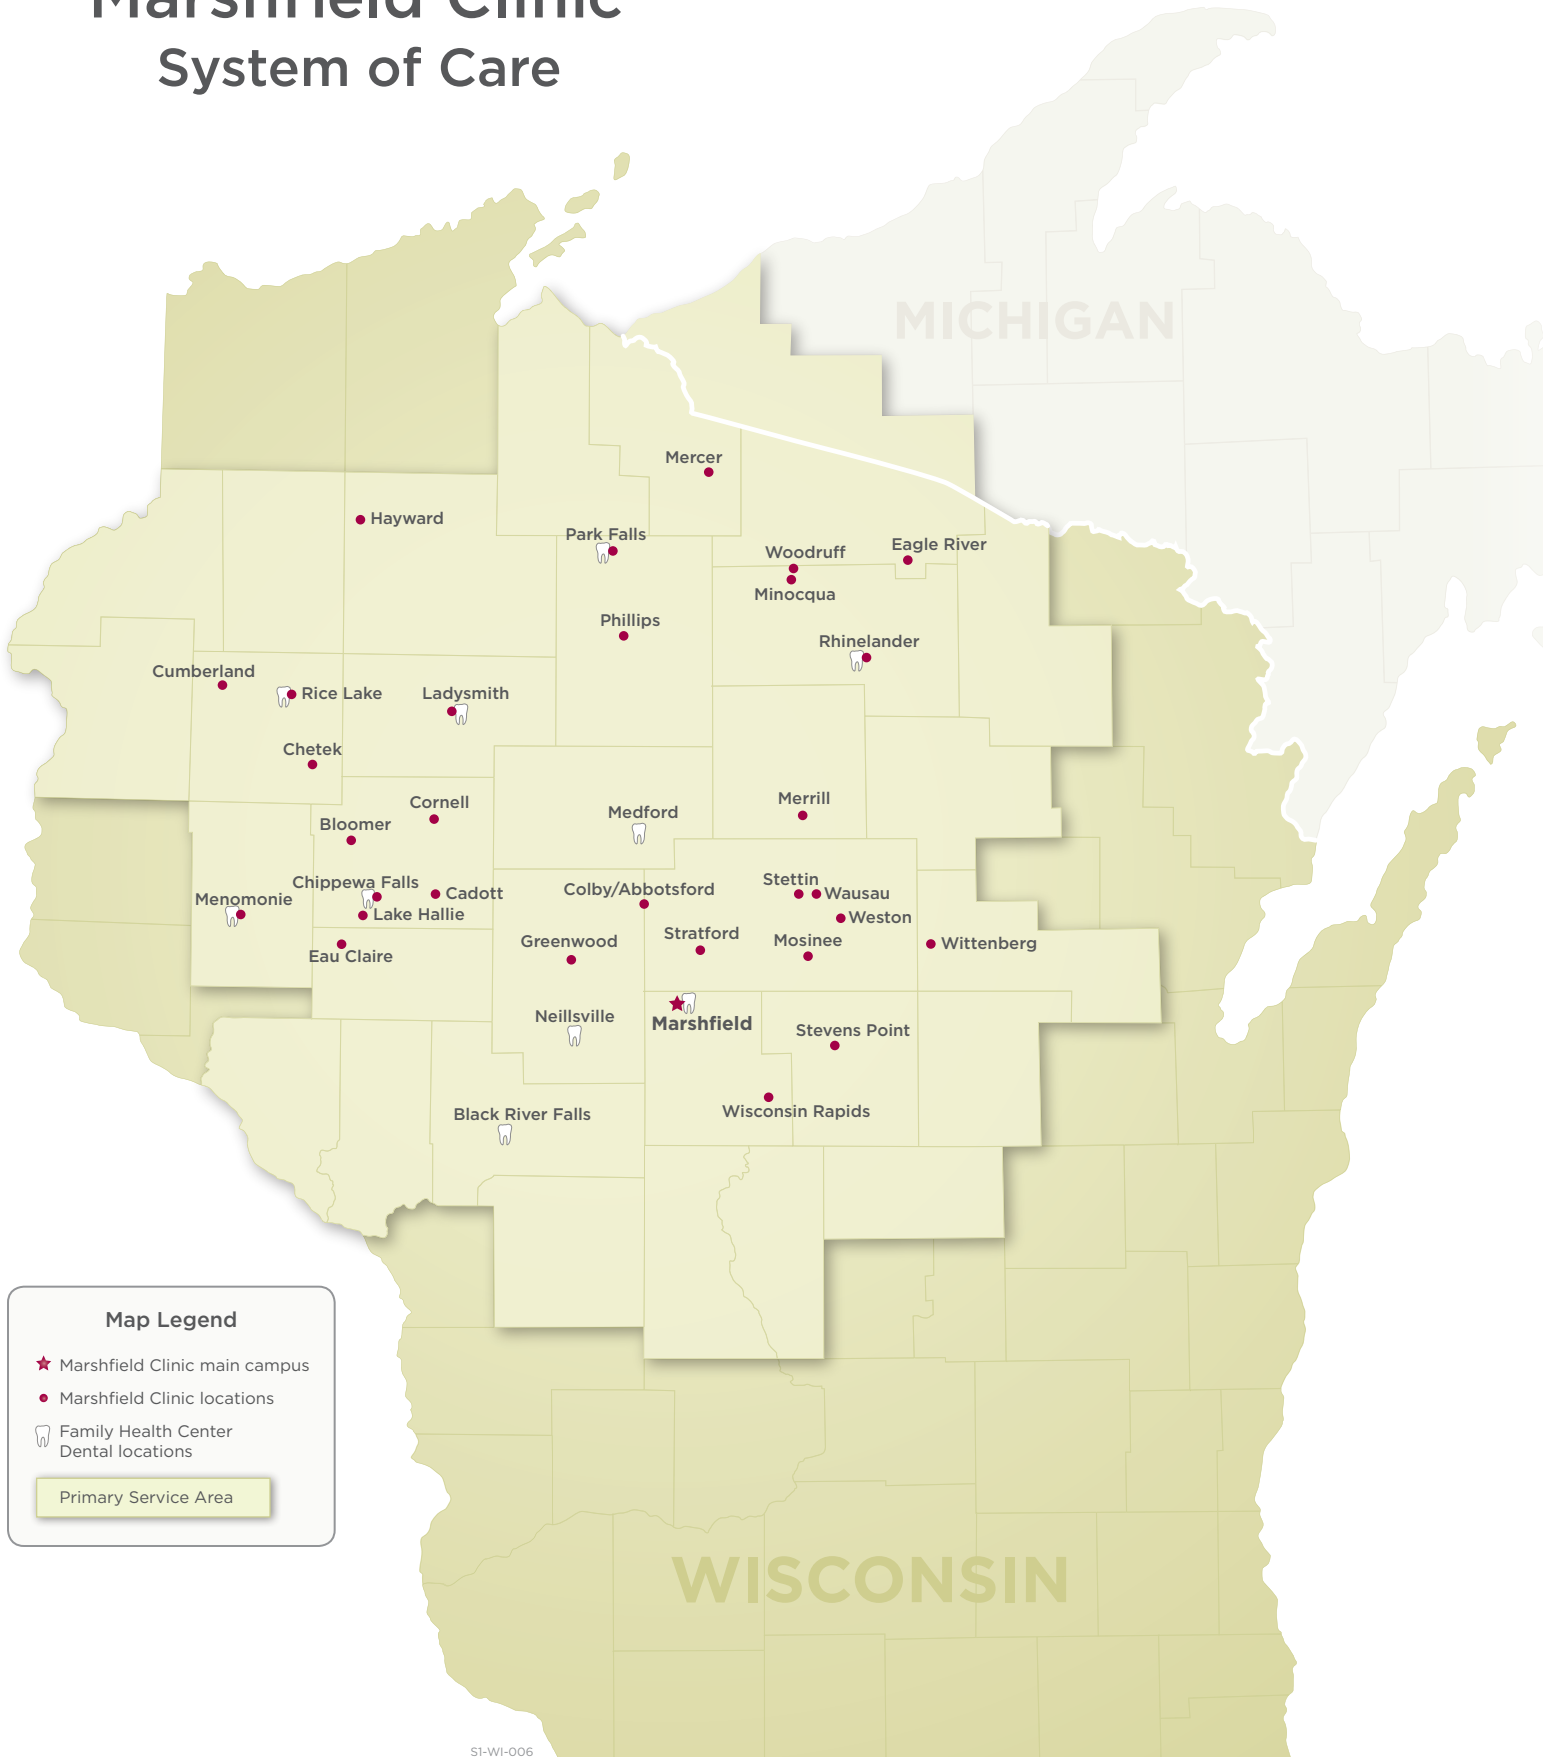 Marshfield Clinic
System of Care
MICHIGAN
Mercer
Hayward
Park Falls
Woodruff
Eagle River
Minocqua
Phillips
Rhinelander
Cumberland
Rice Lake
Ladysmith
Chetek
Cornell
Merrill
Medford
Bloomer
Chippewa Falls
Cadott
Colby/Abbotsford
Stettin
Wausau
Menomonie
Lake Hallie
Weston
Stratford
Mosinee
Wittenberg
Greenwood
Eau Claire
Neillsville
Marshfield
Stevens Point
Black River Falls
Wisconsin Rapids
Map Legend
Marshfield Clinic main campus
Marshfield Clinic locations
Family Health Center
Dental locations
Primary Service Area
WISCONSIN
S1-WI-006